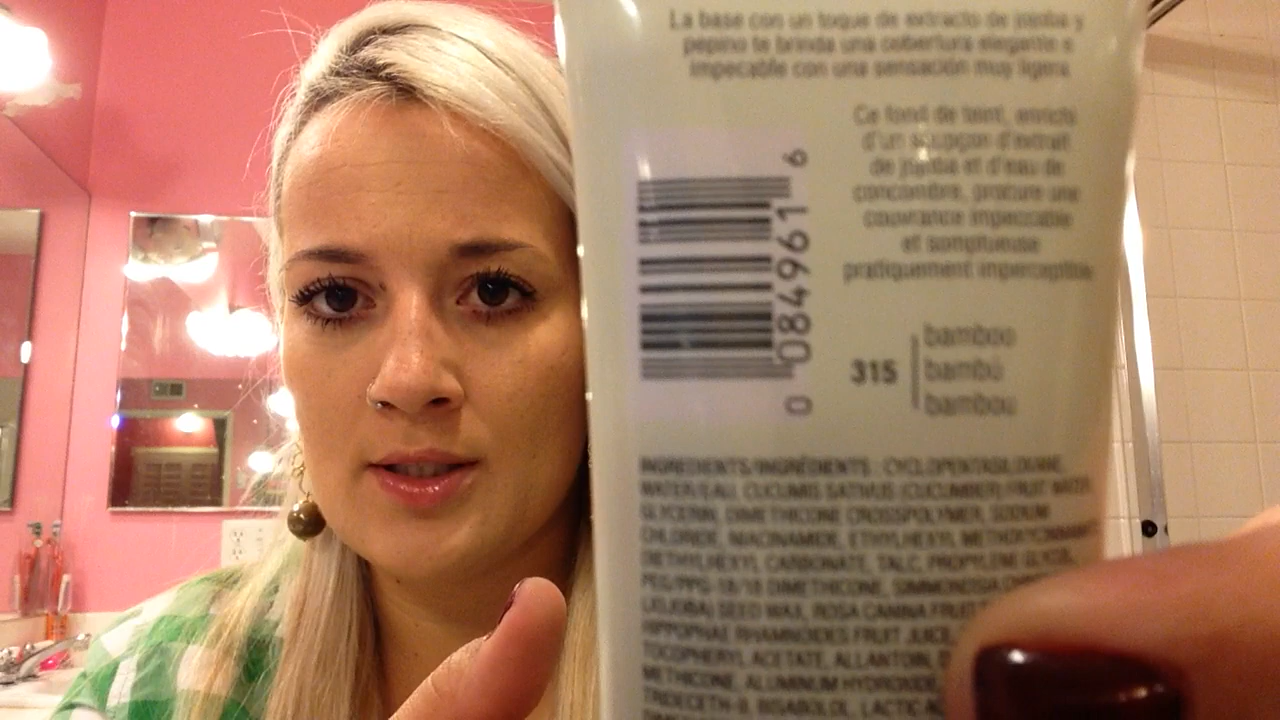 La base con un toque de extracto de jojoba y
pepino te brinda una cobertura elegante e
impecable con una sensación muy ligera
Ce fond de teint, enrichi
d'un soupçon d'extrait
de jojoba et d'eau de
concombre, procure une
couvrance impeccable
et somptueuse
pratiquement imperceptible
0 084961 6
315
bamboo
bambú
bambou
INGREDIENTS/INGRÉDIENTS : CYCLOPENTASILOXANE,
WATER/EAU, CUCUMIS SATIVUS (CUCUMBER) FRUIT WATER,
GLYCERIN, DIMETHICONE CROSSPOLYMER, SODIUM
CHLORIDE, NIACINAMIDE, ETHYLHEXYL METHOXYCINNAMATE,
DIETHYLHEXYL CARBONATE, TALC, PROPYLENE GLYCOL,
PEG/PPG-18/18 DIMETHICONE, SIMMONDSIA
(JOJOBA) SEED WAX, ROSA CANINA FRUIT
HIPPOPHAE RHAMNOIDES FRUIT JUICE,
TOCOPHERYL ACETATE, ALLANTOIN,
METHICONE, ALUMINUM HYDROXIDE
TRIDECETH-9, BISABOLOL, LACTIC